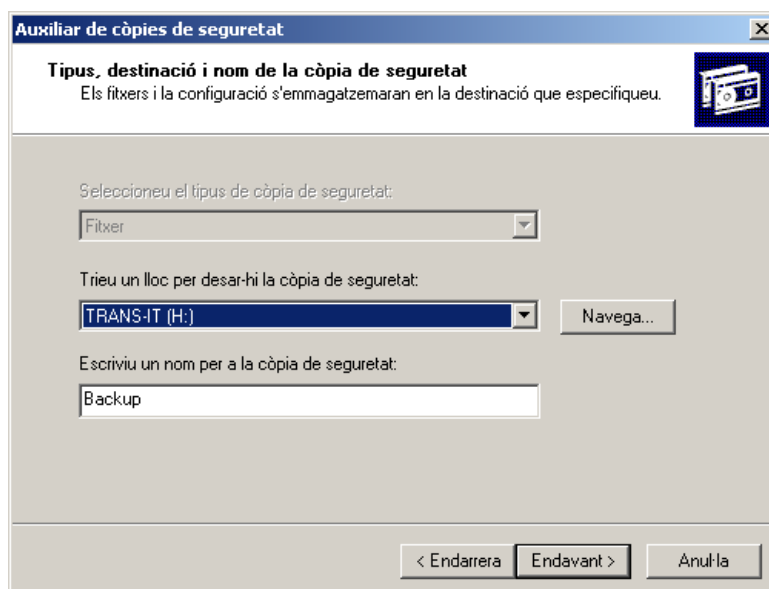 Auxiliar de còpies de seguretat
Tipus, destinació i nom de la còpia de seguretat
Els fitxers i la configuració s'emmagatzemaran en la destinació que especifiqueu.
Seleccioneu el tipus de còpia de seguretat:
Fitxer
Trieu un lloc per desar-hi la còpia de seguretat:
TRANS-IT (H:)
Navega...
Escriviu un nom per a la còpia de seguretat:
Backup
< Endarrera
Endavant >
Anul·la